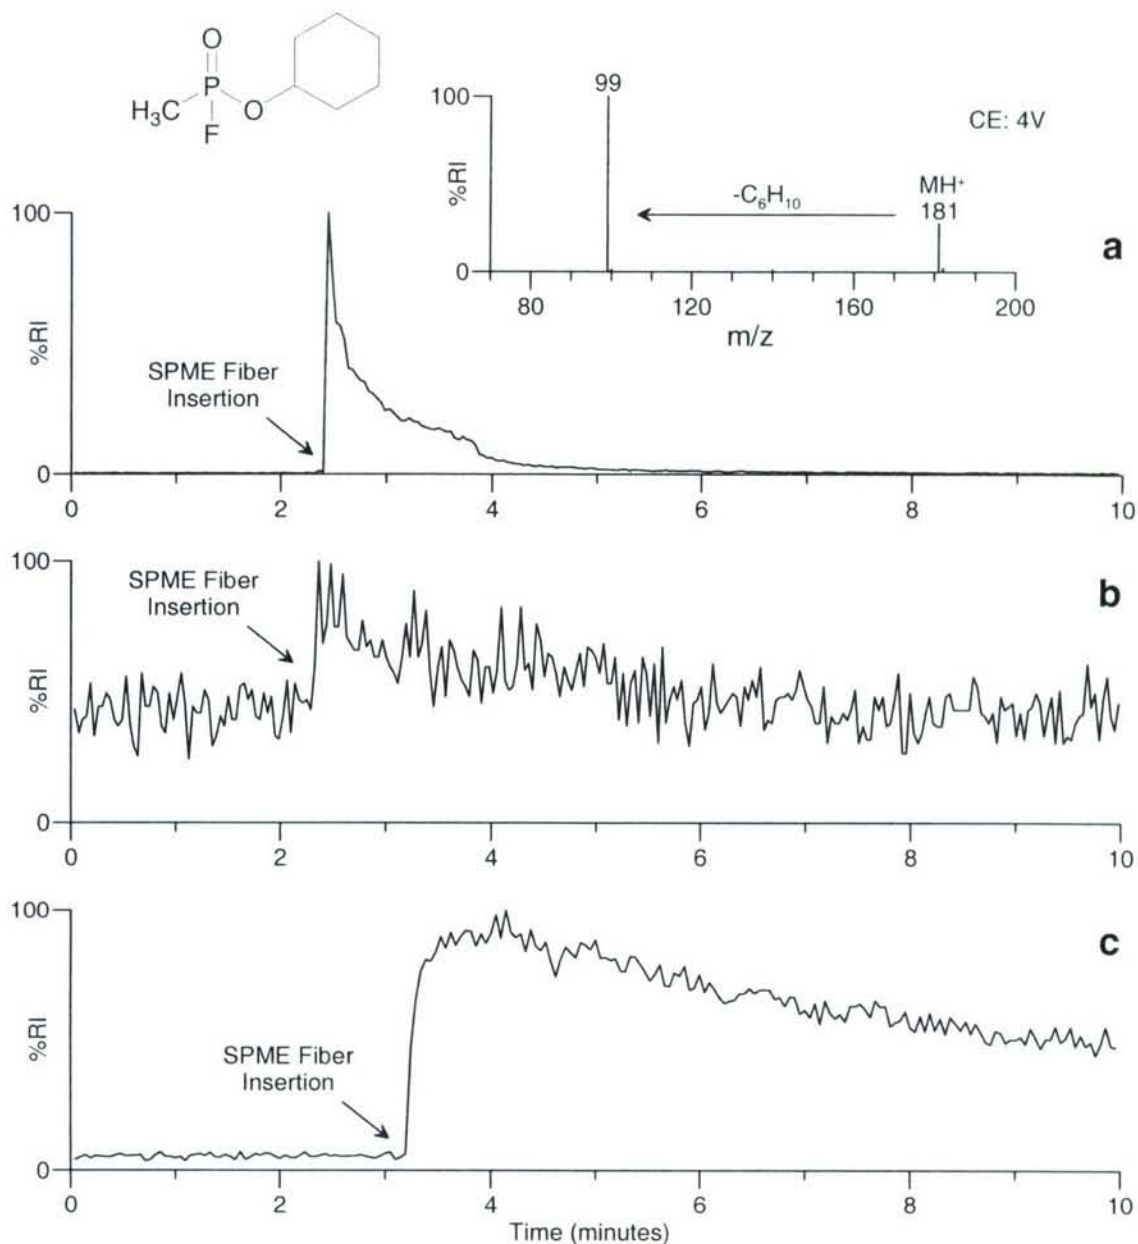 O
H₃C P O
F
99
100
CE: 4V
%RI
-C₆H₁₀
MH⁺
181
0
80 120 160 200
m/z
a
100
%RI
SPME Fiber
Insertion
0
0 2 4 6 8 10
b
100
%RI
SPME Fiber
Insertion
0
0 2 4 6 8 10
c
100
%RI
SPME Fiber
Insertion
0
0 2 4 6 8 10
Time (minutes)